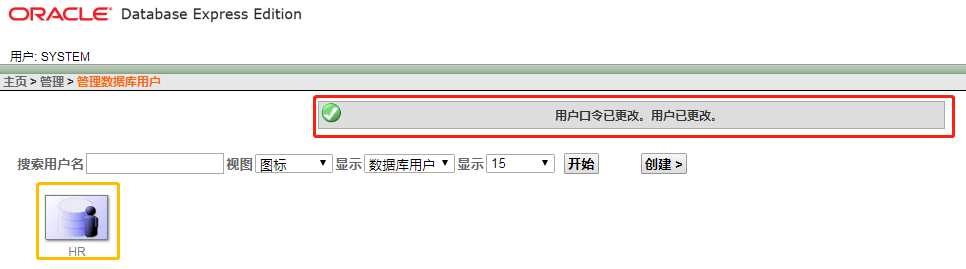 ORACLE Database Express Edition
用户: SYSTEM
主页 > 管理 > 管理数据库用户
用户口令已更改。用户已更改。
搜索用户名 视图 图标 显示 数据库用户 显示 15 开始 创建 >
HR